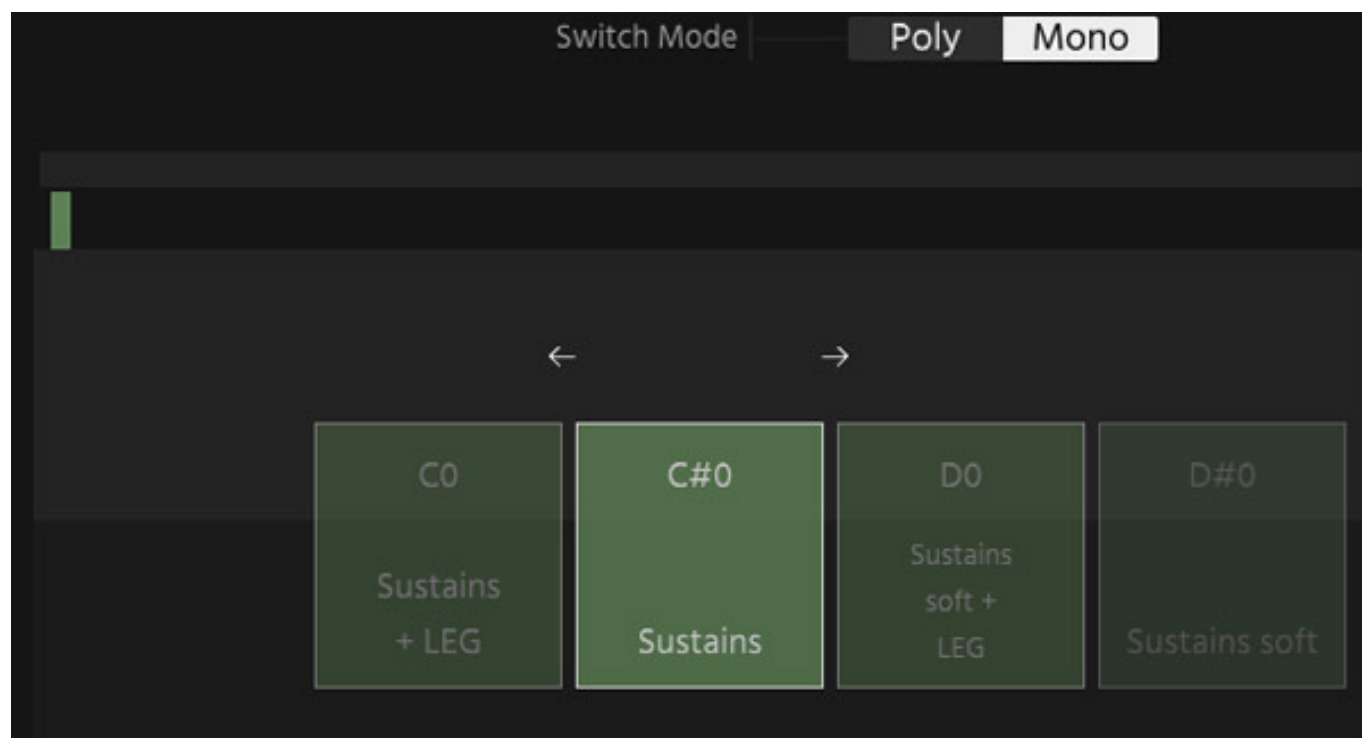 Switch Mode Poly Mono
← →
C0 C#0 D0 D#0
Sustains
soft +
LEG
Sustains
+ LEG
Sustains
Sustains soft